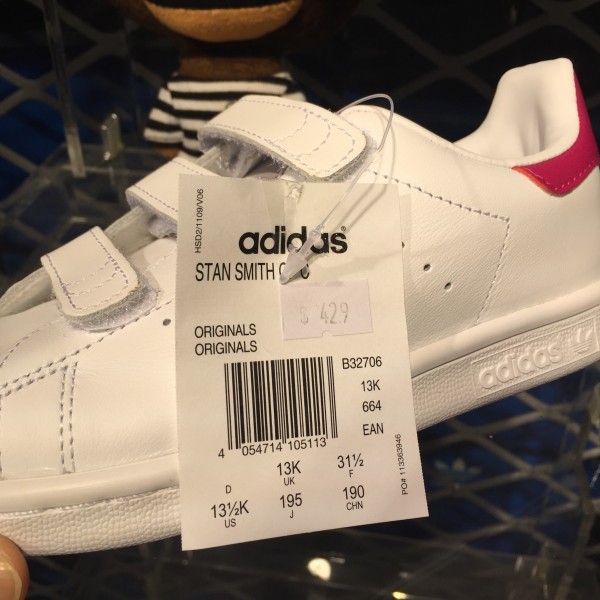 HSD2/1109/V06
adidas
STAN SMITH C
$ 429
ORIGINALS
ORIGINALS
B32706
13K
664
EAN
4 054714 105113
PO# 113363946
D
13K
UK
31½
F
13½K
US
195
J
190
CHN
adidas